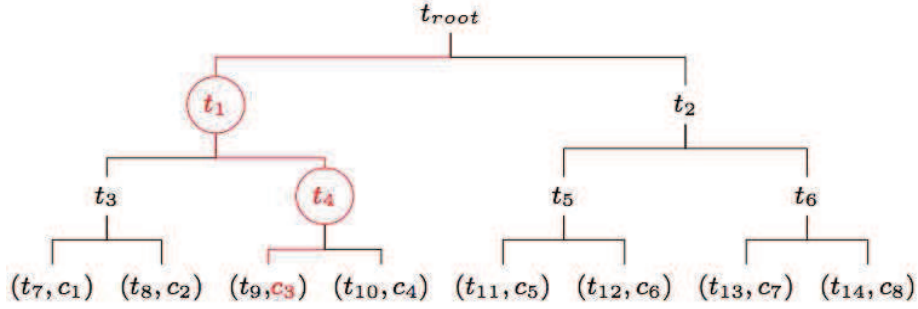 t_root
t_1 t_2
t_3 t_4 t_5 t_6
(t_7, c_1) (t_8, c_2) (t_9, c_3) (t_10, c_4) (t_11, c_5) (t_12, c_6) (t_13, c_7) (t_14, c_8)